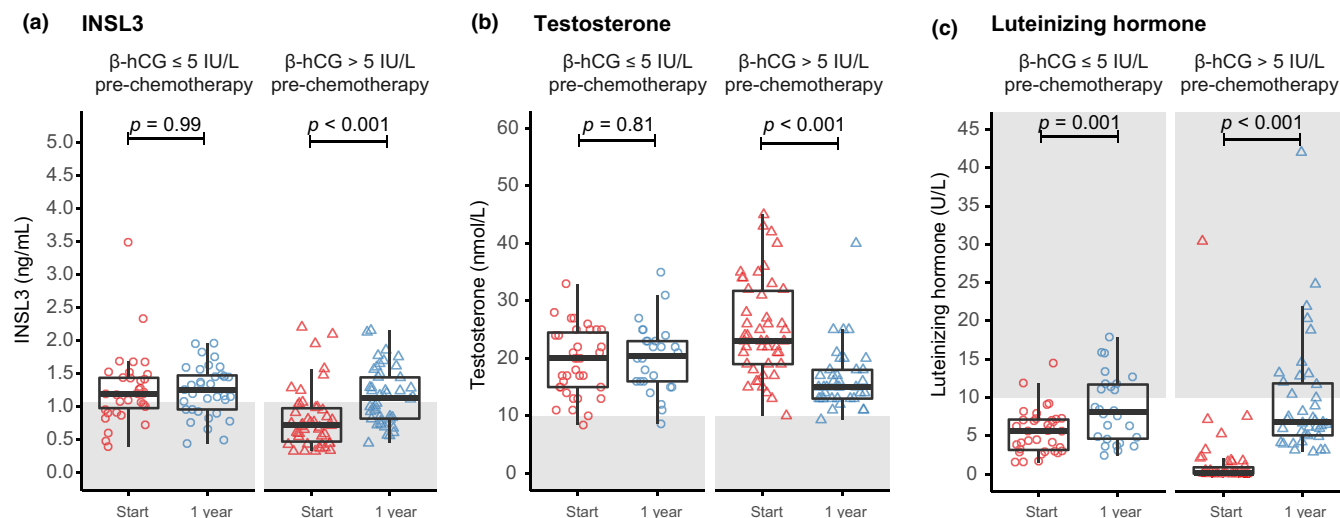 (a) INSL3
β-hCG ≤ 5 IU/L
pre-chemotherapy
β-hCG > 5 IU/L
pre-chemotherapy
p = 0.99
p < 0.001
INSL3 (ng/mL)
5.0
4.5
4.0
3.5
3.0
2.5
2.0
1.5
1.0
0.5
0.0
Start
1 year
Start
1 year
(b) Testosterone
β-hCG ≤ 5 IU/L
pre-chemotherapy
β-hCG > 5 IU/L
pre-chemotherapy
p = 0.81
p < 0.001
Testosterone (nmol/L)
60
50
40
30
20
10
0
Start
1 year
Start
1 year
(c) Luteinizing hormone
β-hCG ≤ 5 IU/L
pre-chemotherapy
β-hCG > 5 IU/L
pre-chemotherapy
p = 0.001
p < 0.001
Luteinizing hormone (U/L)
45
40
35
30
25
20
15
10
5
0
Start
1 year
Start
1 year